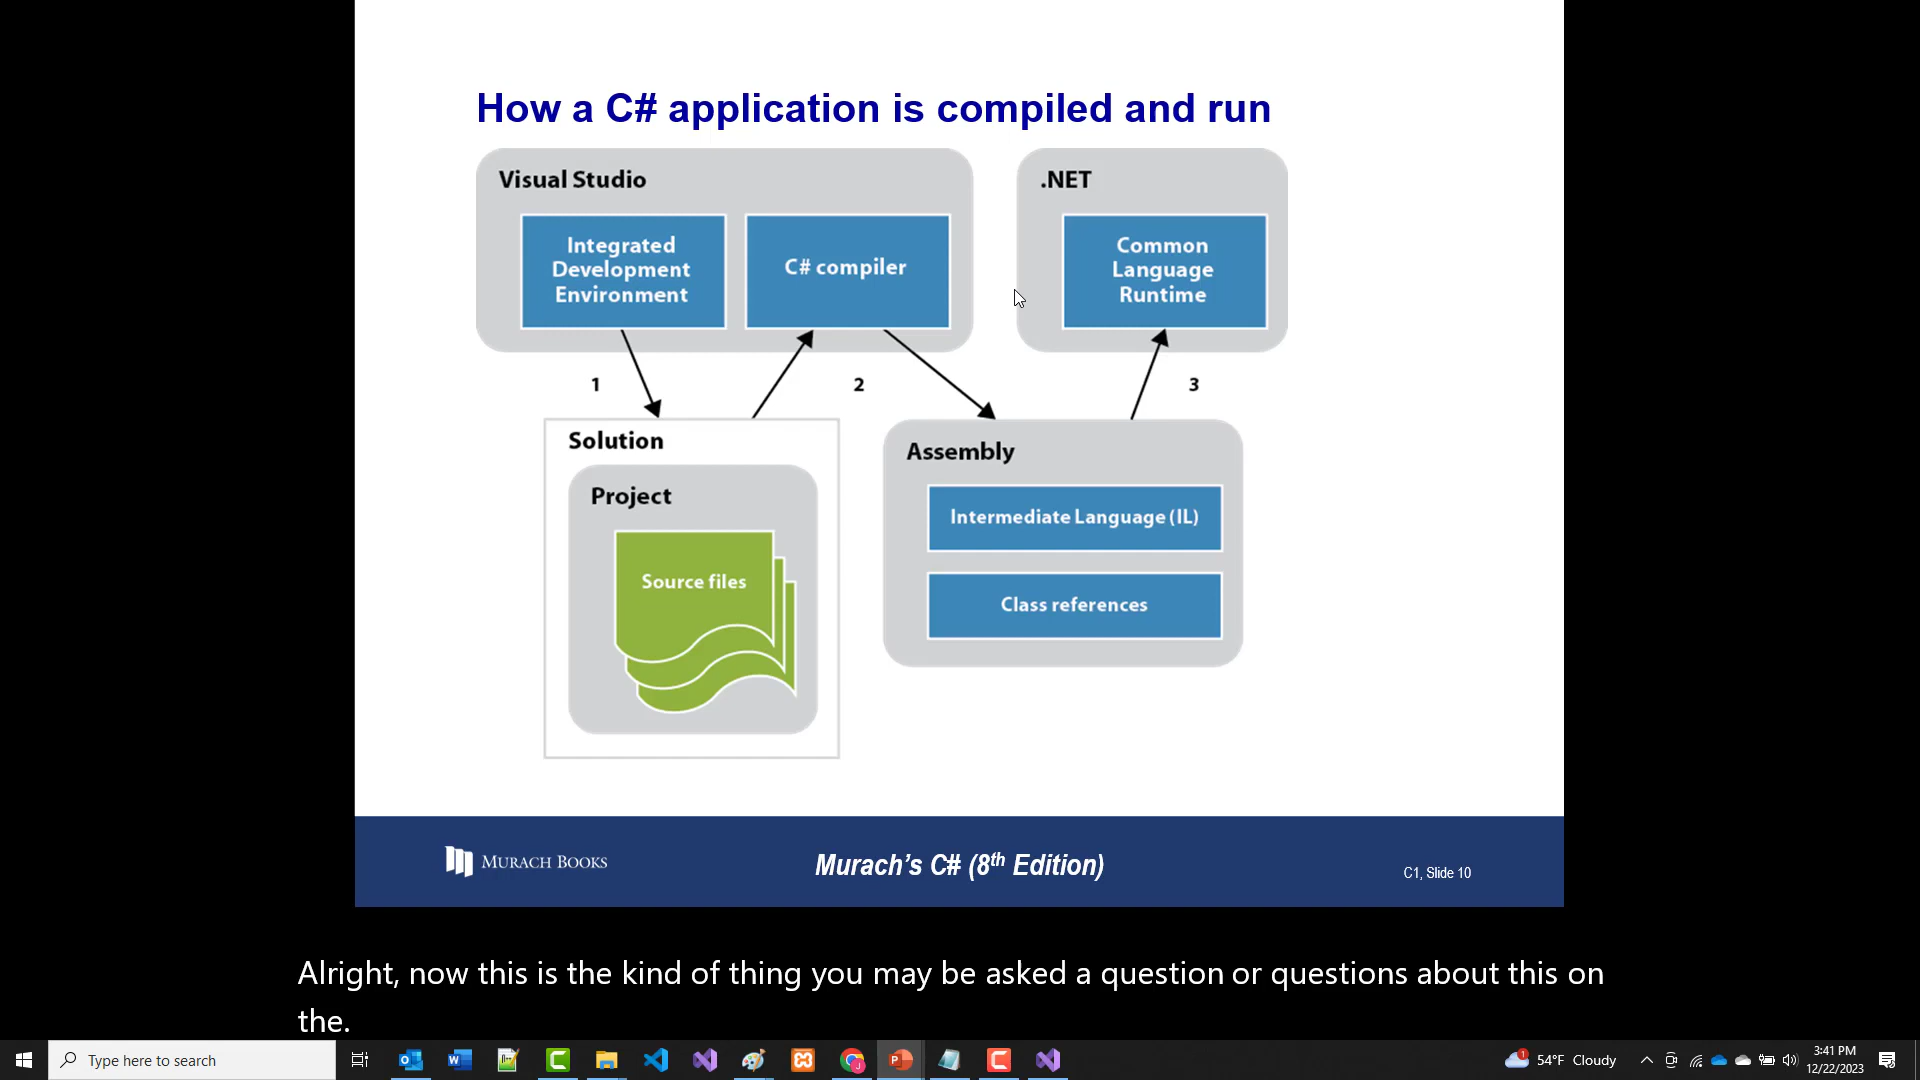 How a C# application is compiled and run
Visual Studio
Integrated
Development
Environment
C# compiler
.NET
Common
Language
Runtime
1
2
3
Solution
Project
Source files
Assembly
Intermediate Language (IL)
Class references
MURACH BOOKS
Murach's C# (8th Edition)
C1, Slide 10
Alright, now this is the kind of thing you may be asked a question or questions about this on
the.
Type here to search
54°F Cloudy
3:41 PM
12/22/2023